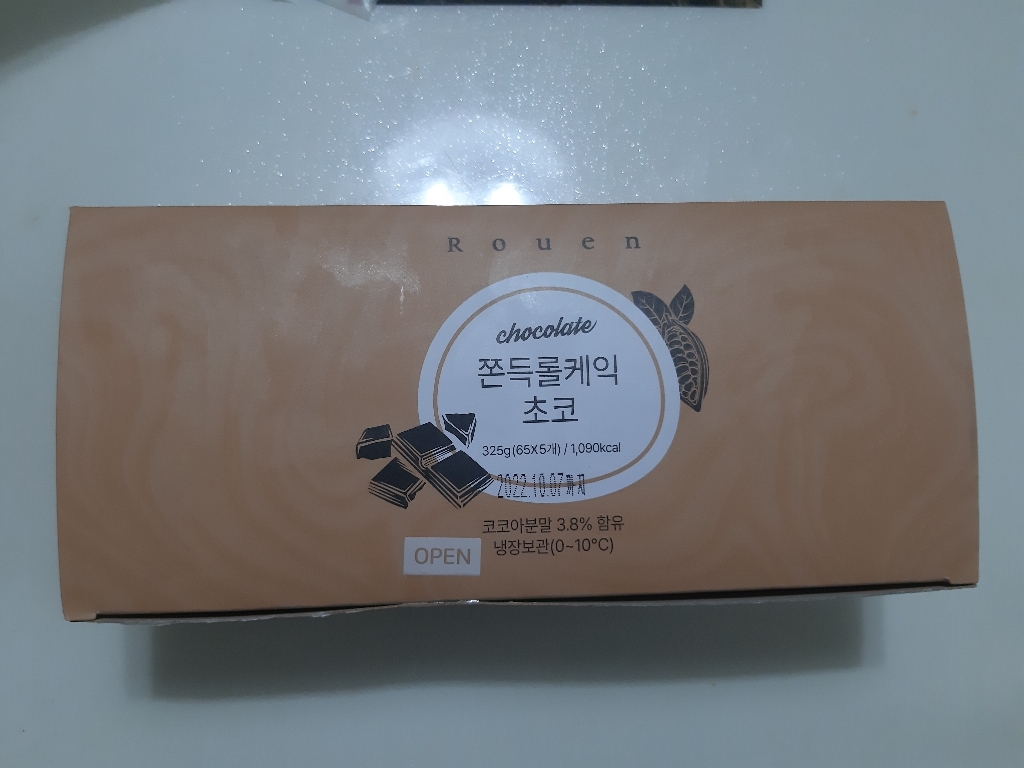 Rouen
chocolate
쫀득롤케익
초코
325g(65X5개) / 1,090kcal
2022.10.07까지
코코아분말 3.8% 함유
냉장보관(0~10°C)
OPEN